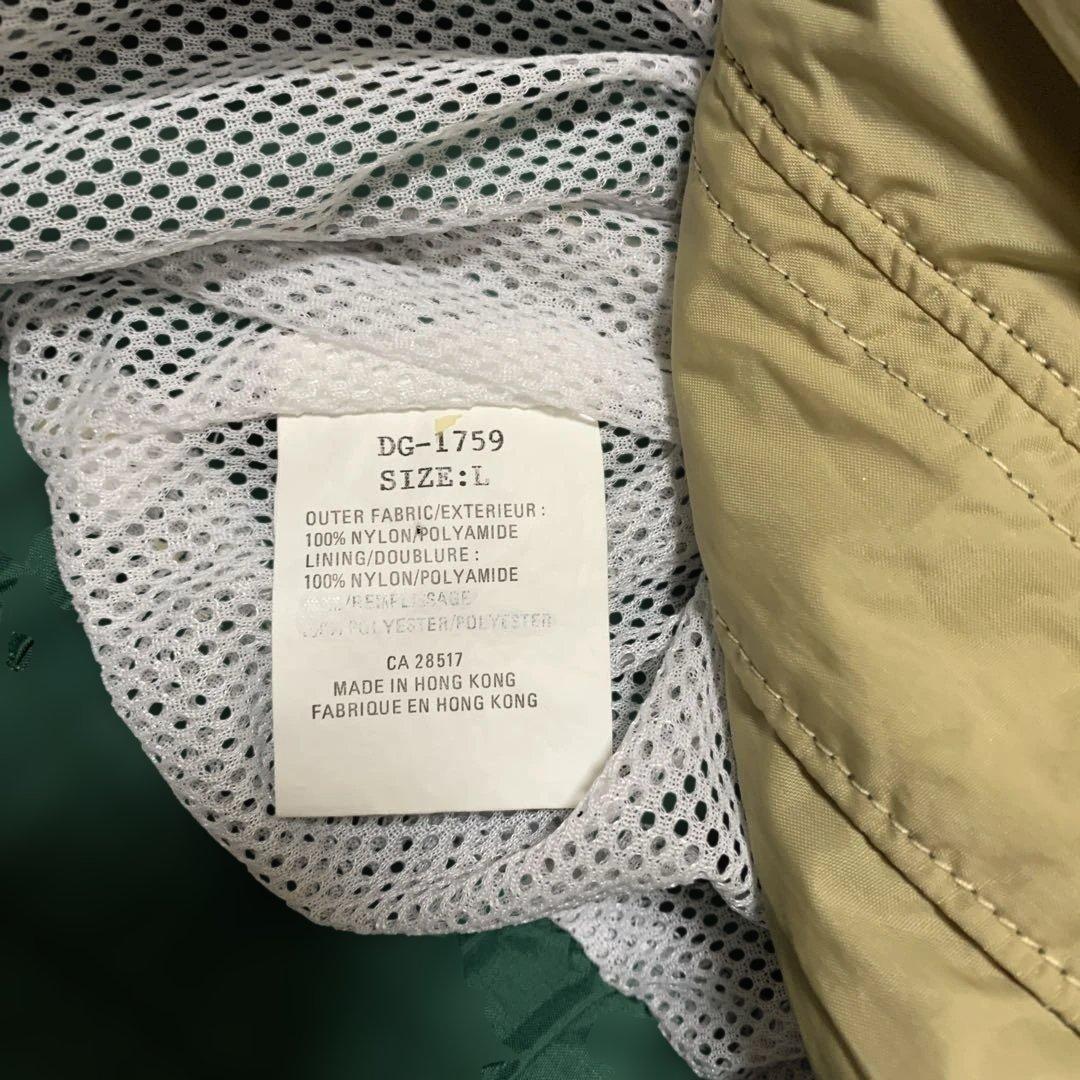 DG-1759
SIZE:L
OUTER FABRIC/EXTERIEUR :
100% NYLON/POLYAMIDE
LINING/DOUBLURE :
100% NYLON/POLYAMIDE
/REMPLISSAGE
POLYESTER/POLYESTER
CA 28517
MADE IN HONG KONG
FABRIQUE EN HONG KONG